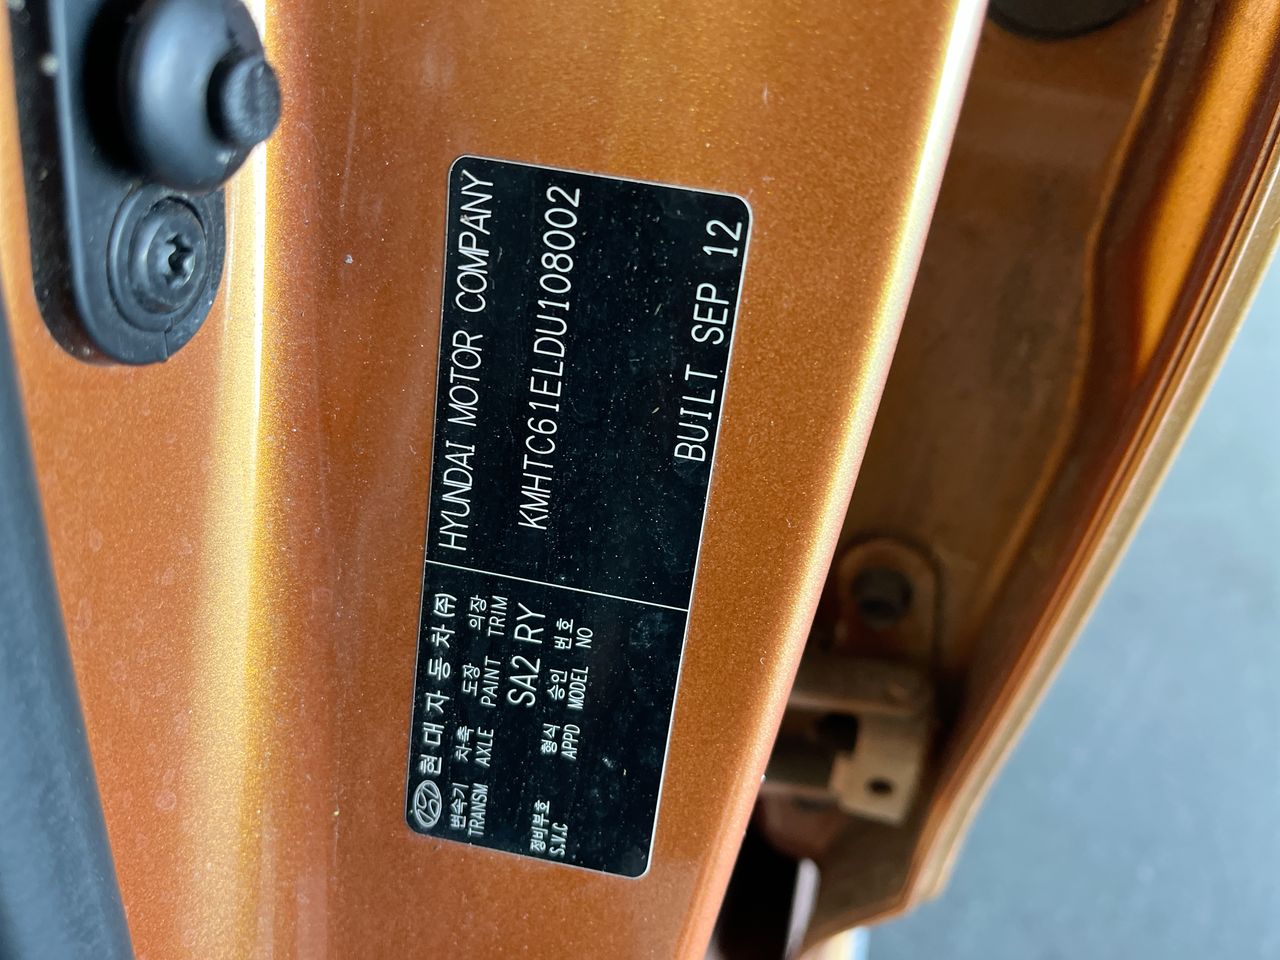 현대자동차(주)
변속기 차축 도장 의장
TRANSM AXLE PAINT TRIM
SA2 RY
정비부호 형식 승인 번호
S.V.C APPD MODEL NO
HYUNDAI MOTOR COMPANY
KMHTC61ELDU108002
BUILT SEP 12